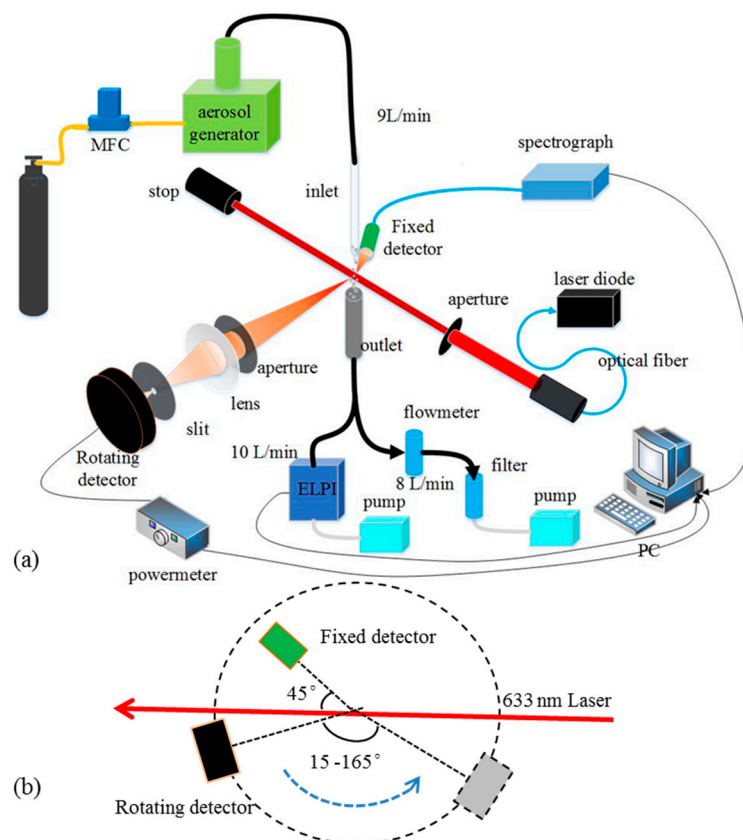 aerosol
generator
9L/min
MFC
spectrograph
stop
inlet
Fixed
detector
laser diode
aperture
optical fiber
outlet
aperture
lens
slit
flowmeter
Rotating
detector
10 L/min
8 L/min
filter
ELPI
pump
pump
PC
powermeter
(a)
Fixed detector
45°
633 nm Laser
15 -165°
(b)
Rotating detector